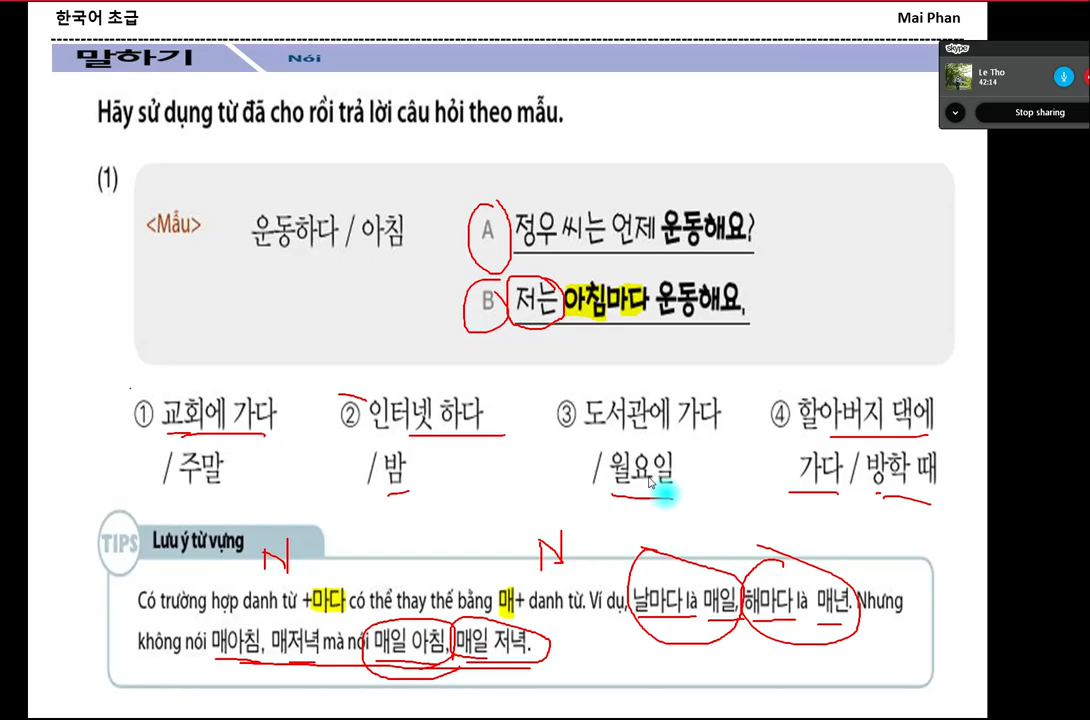 한국어 초급
Mai Phan
말하기
Nói
skype
Le Tho
42:14
Stop sharing
Hãy sử dụng từ đã cho rồi trả lời câu hỏi theo mẫu.
(1)
<Mẫu> 운동하다 / 아침
A 정우 씨는 언제 운동해요?
B 저는 아침마다 운동해요.
① 교회에 가다
/ 주말
② 인터넷 하다
/ 밤
③ 도서관에 가다
/ 월요일
④ 할아버지 댁에
가다 / 방학 때
TIPS Lưu ý từ vựng
N N
Có trường hợp danh từ +마다 có thể thay thế bằng 매+ danh từ. Ví dụ, 날마다 là 매일, 해마다 là 매년. Nhưng
không nói 매아침, 매저녁 mà nói 매일 아침, 매일 저녁.